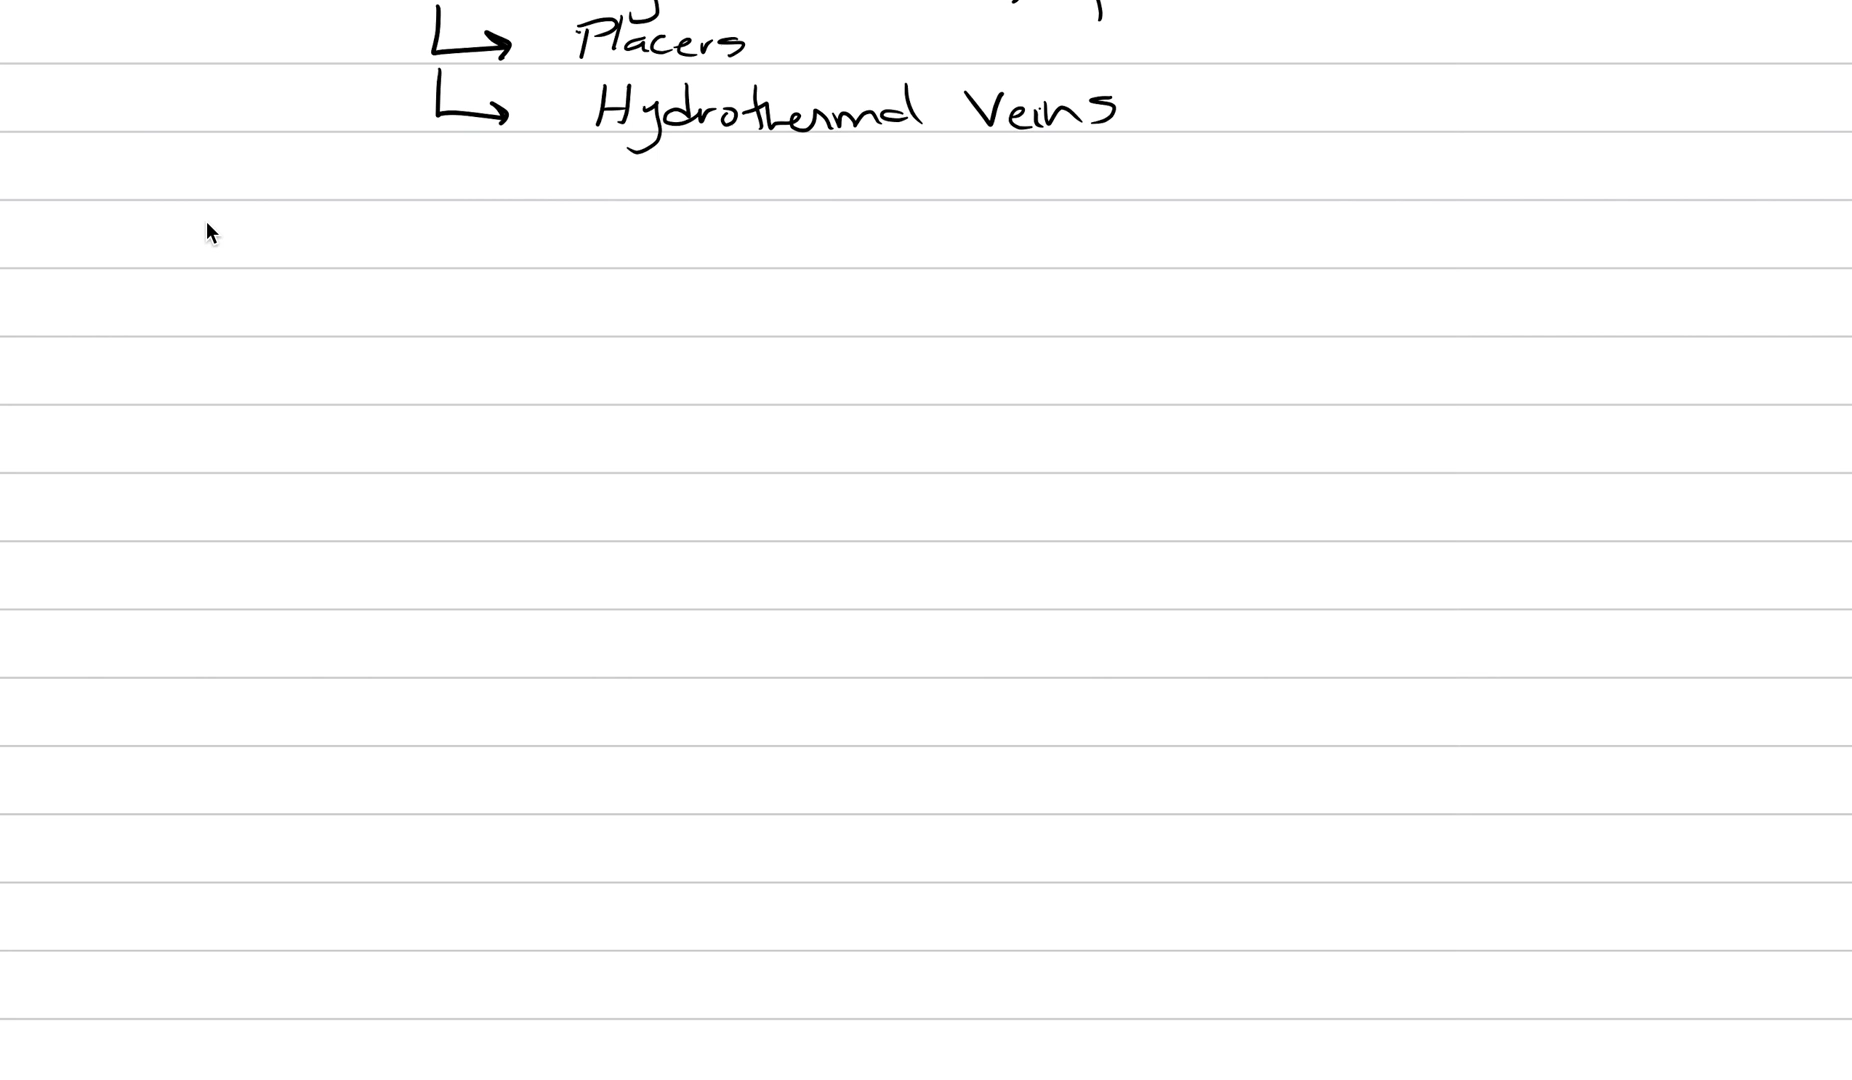 ↳ Placers
↳ Hydrothermal Veins